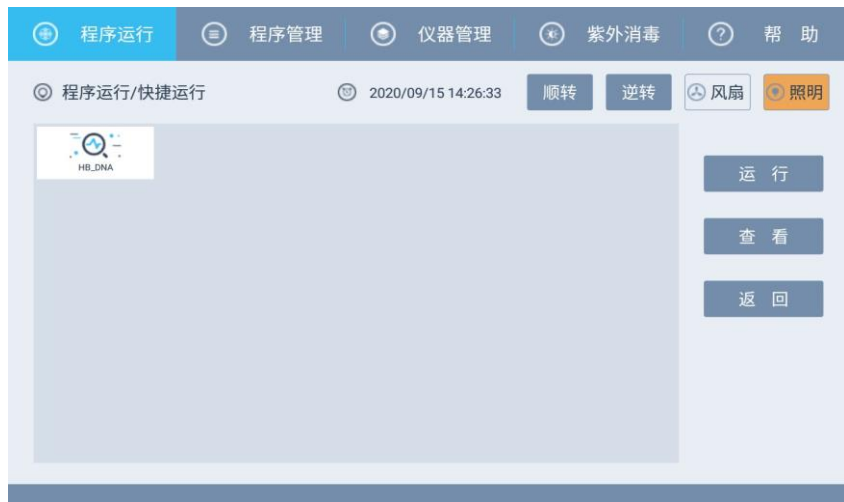 程序运行 程序管理 仪器管理 紫外消毒 帮 助
程序运行/快捷运行 2020/09/15 14:26:33 顺转 逆转 风扇 照明
HB_DNA
运 行
查 看
返 回